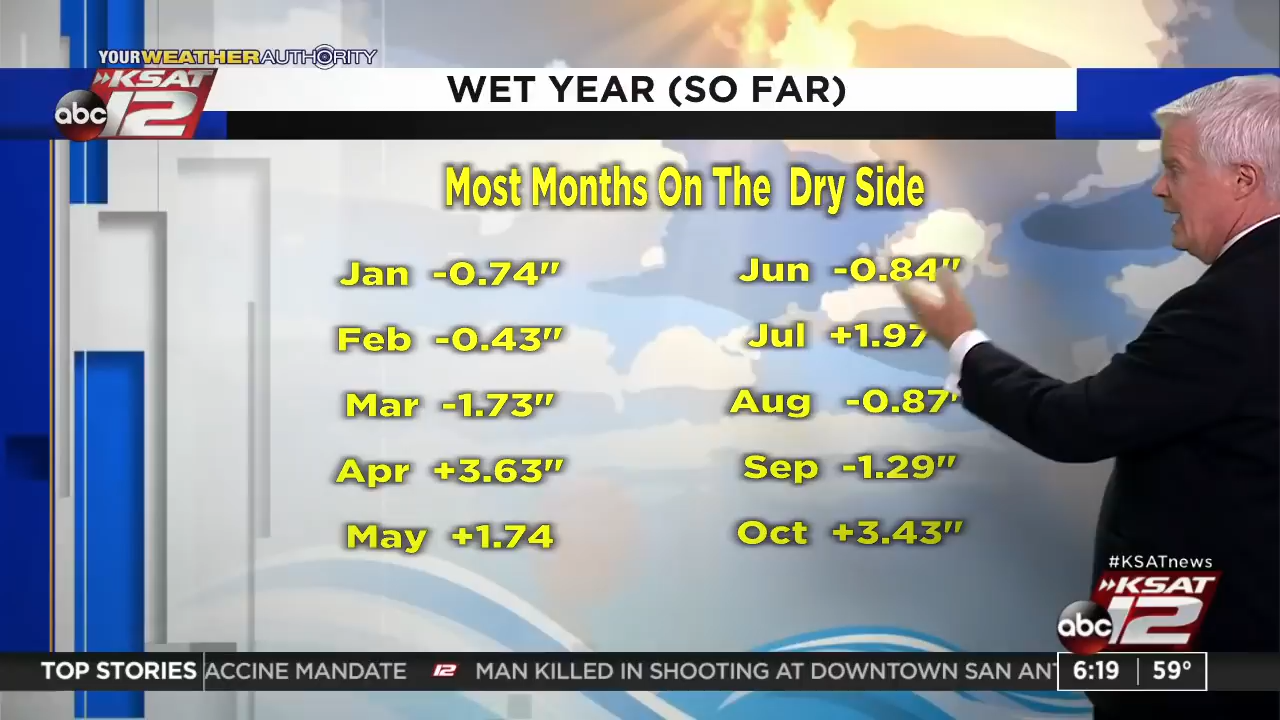 YOUR WEATHER AUTHORITY
KSAT
abc 12
WET YEAR (SO FAR)
Most Months On The Dry Side
Jan -0.74"
Feb -0.43"
Mar -1.73"
Apr +3.63"
May +1.74
Jun -0.84"
Jul +1.97
Aug -0.87"
Sep -1.29"
Oct +3.43"
#KSATnews
KSAT
abc 12
TOP STORIES ACCINE MANDATE 12 MAN KILLED IN SHOOTING AT DOWNTOWN SAN ANT 6:19 59°